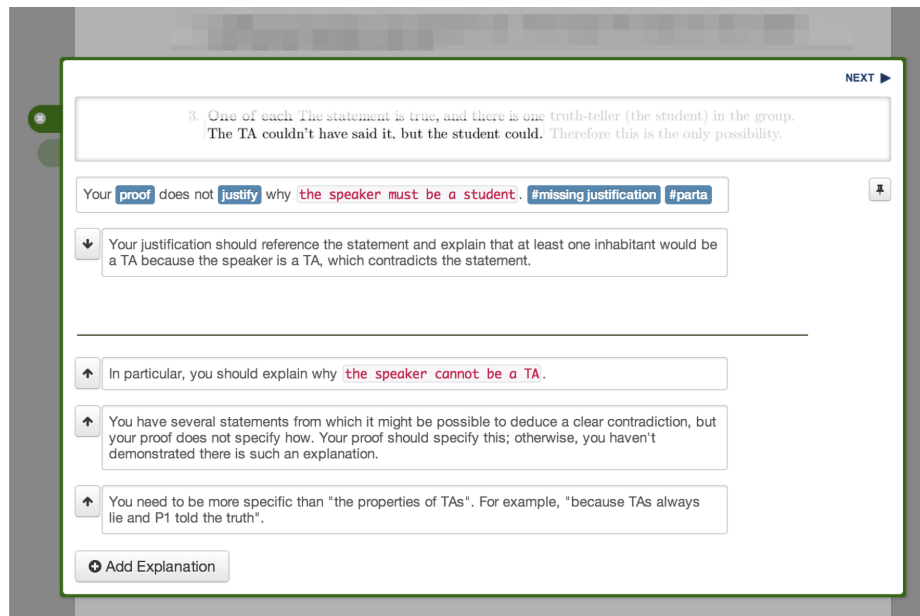 NEXT
3. One of each The statement is true, and there is one truth-teller (the student) in the group.
The TA couldn't have said it, but the student could. Therefore this is the only possibility.
Your proof does not justify why the speaker must be a student. #missing justification #parta
Your justification should reference the statement and explain that at least one inhabitant would be
a TA because the speaker is a TA, which contradicts the statement.
In particular, you should explain why the speaker cannot be a TA.
You have several statements from which it might be possible to deduce a clear contradiction, but
your proof does not specify how. Your proof should specify this; otherwise, you haven't
demonstrated there is such an explanation.
You need to be more specific than "the properties of TAs". For example, "because TAs always
lie and P1 told the truth".
Add Explanation